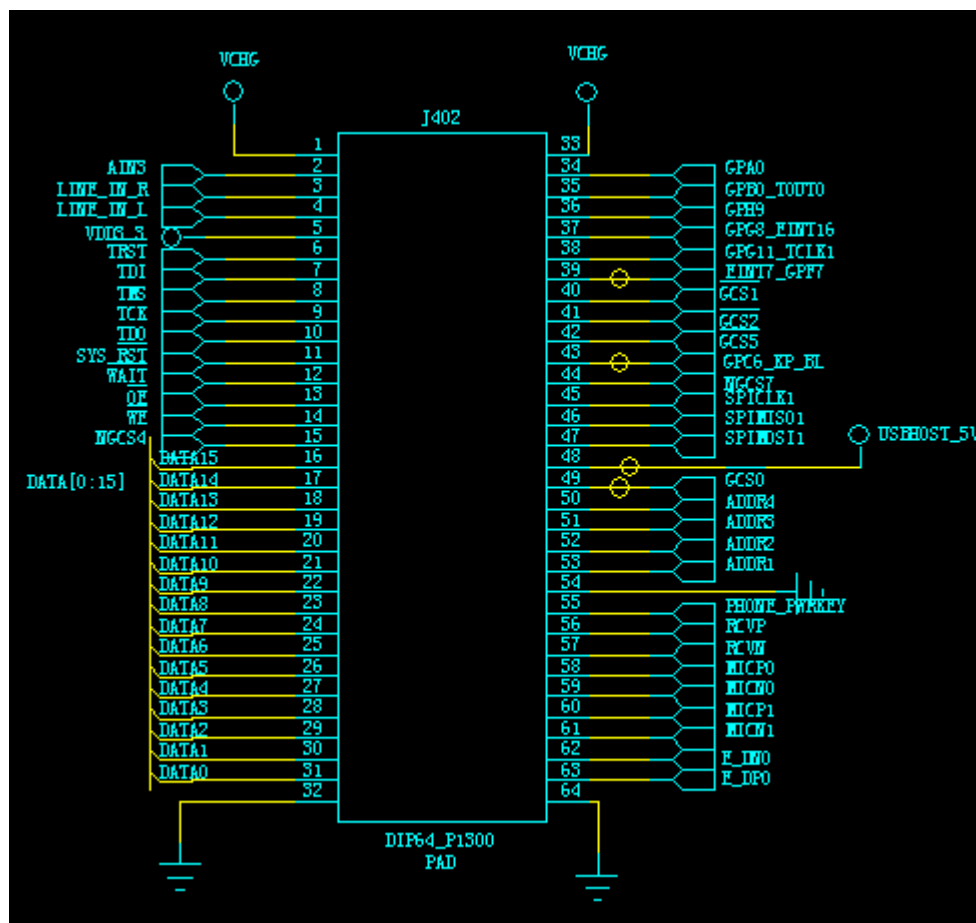 VCHG
VCHG
J402
1 33
AIN3 2 34 GPA0
LINE_IN_R 3 35 GPB0_TOUT0
LINE_IN_L 4 36 GPH9
VDDS_S 5 37 GPG8_EINT16
TRST 6 38 GPG11_TCLK1
TDI 7 39 EINT7_GPF7
TMS 8 40 GCS1
TCK 9 41 GCS2
TDO 10 42 GCS5
SYS_RST 11 43 GPC6_KP_BL
WAIT 12 44 NGCS7
OE 13 45 SPICLK1
WE 14 46 SPIMISO1
NGCS4 15 47 SPIMOSI1 USBHOST_5V
DATA15 16 48
DATA[0:15] DATA14 17 49 GCS0
DATA13 18 50 ADDR4
DATA12 19 51 ADDR3
DATA11 20 52 ADDR2
DATA10 21 53 ADDR1
DATA9 22 54
DATA8 23 55 PHONE_PWRKEY
DATA7 24 56 RCVP
DATA6 25 57 RCVN
DATA5 26 58 MICP0
DATA4 27 59 MICN0
DATA3 28 60 MICP1
DATA2 29 61 MICN1
DATA1 30 62 E_DN0
DATA0 31 63 E_DP0
32 64
DIP64_P1300
PAD